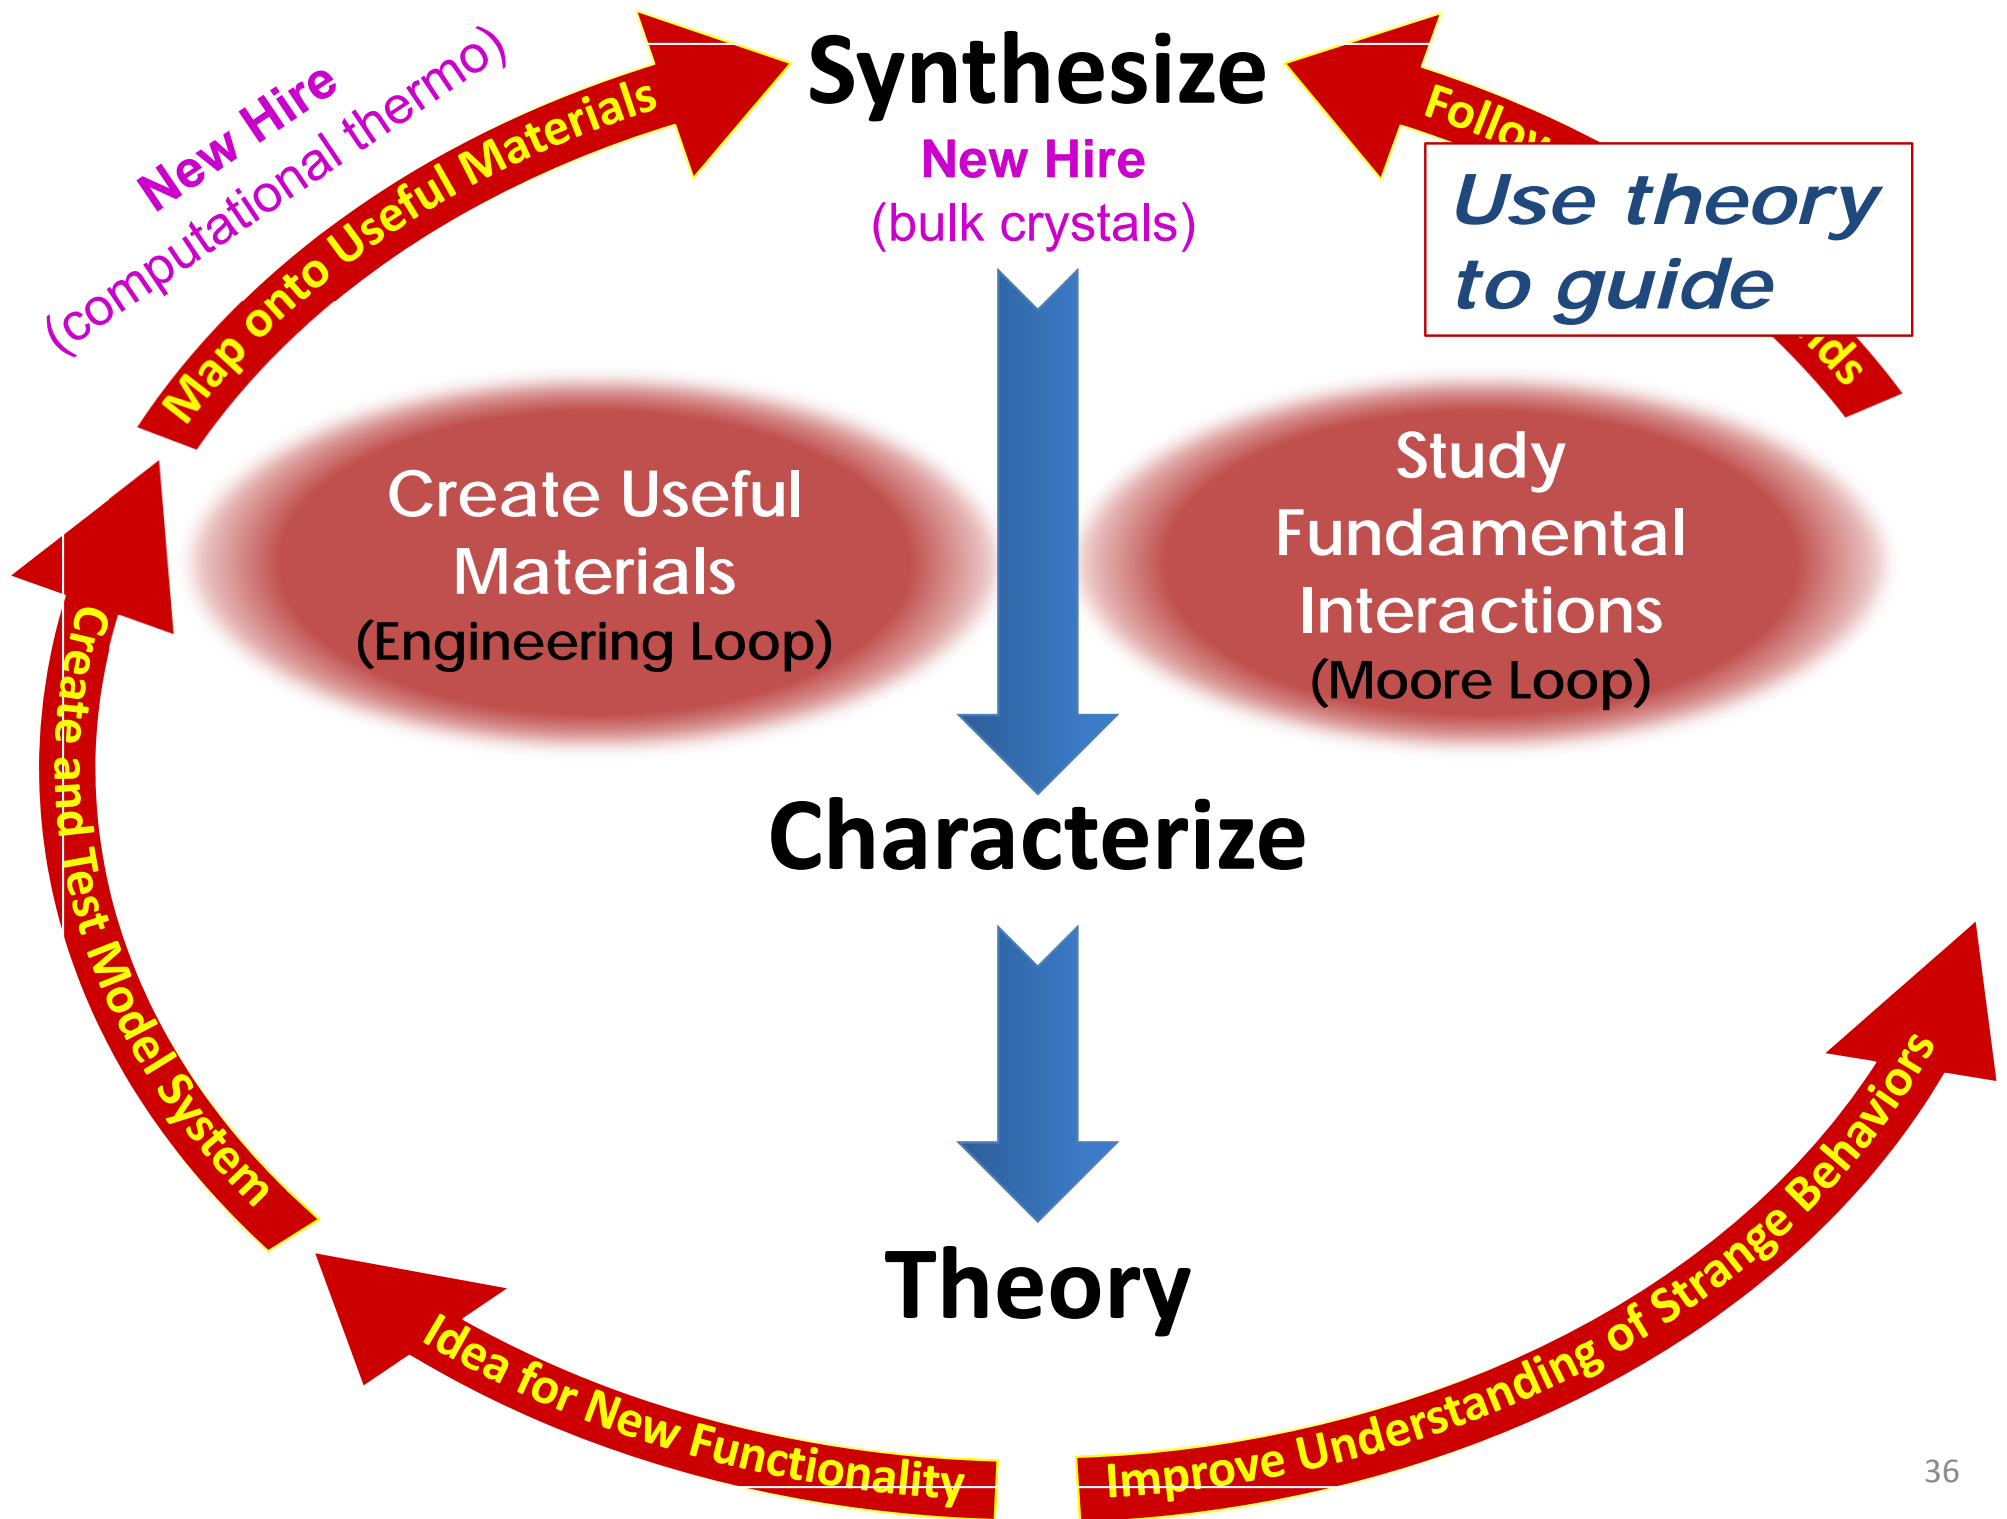 Synthesize
New Hire
(bulk crystals)
New Hire
(computational thermo)
Map onto Useful Materials
Use theory
to guide
Create Useful
Materials
(Engineering Loop)
Study
Fundamental
Interactions
(Moore Loop)
Create and Test Model System
Characterize
Theory
Idea for New Functionality
Improve Understanding of Strange Behaviors
36